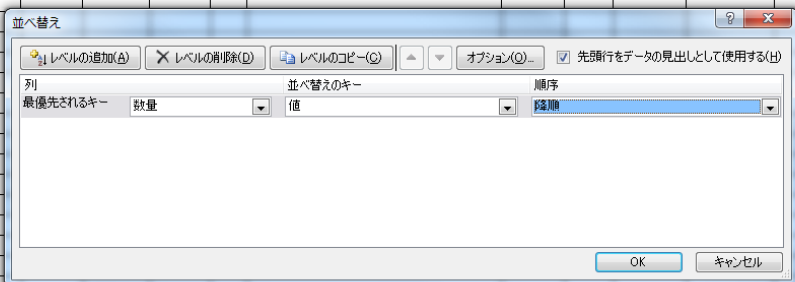 並べ替え
レベルの追加(A) レベルの削除(D) レベルのコピー(C) オプション(O)... 先頭行をデータの見出しとして使用する(H)
列 並べ替えのキー 順序
最優先されるキー 数量 値 降順
OK キャンセル